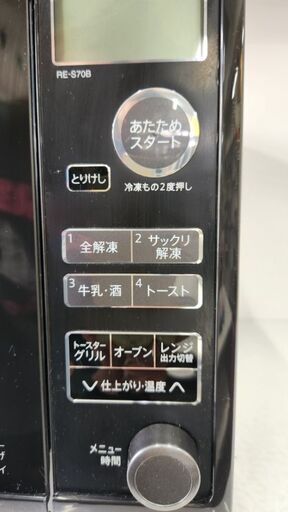 RE-S70B
あたため
スタート
とりけし
冷凍もの2度押し
1 全解凍
2 サックリ
解凍
3 牛乳・酒
4 トースト
トースター
グリル
オーブン
レンジ
出力切替
仕上がり・温度
メニュー
時間